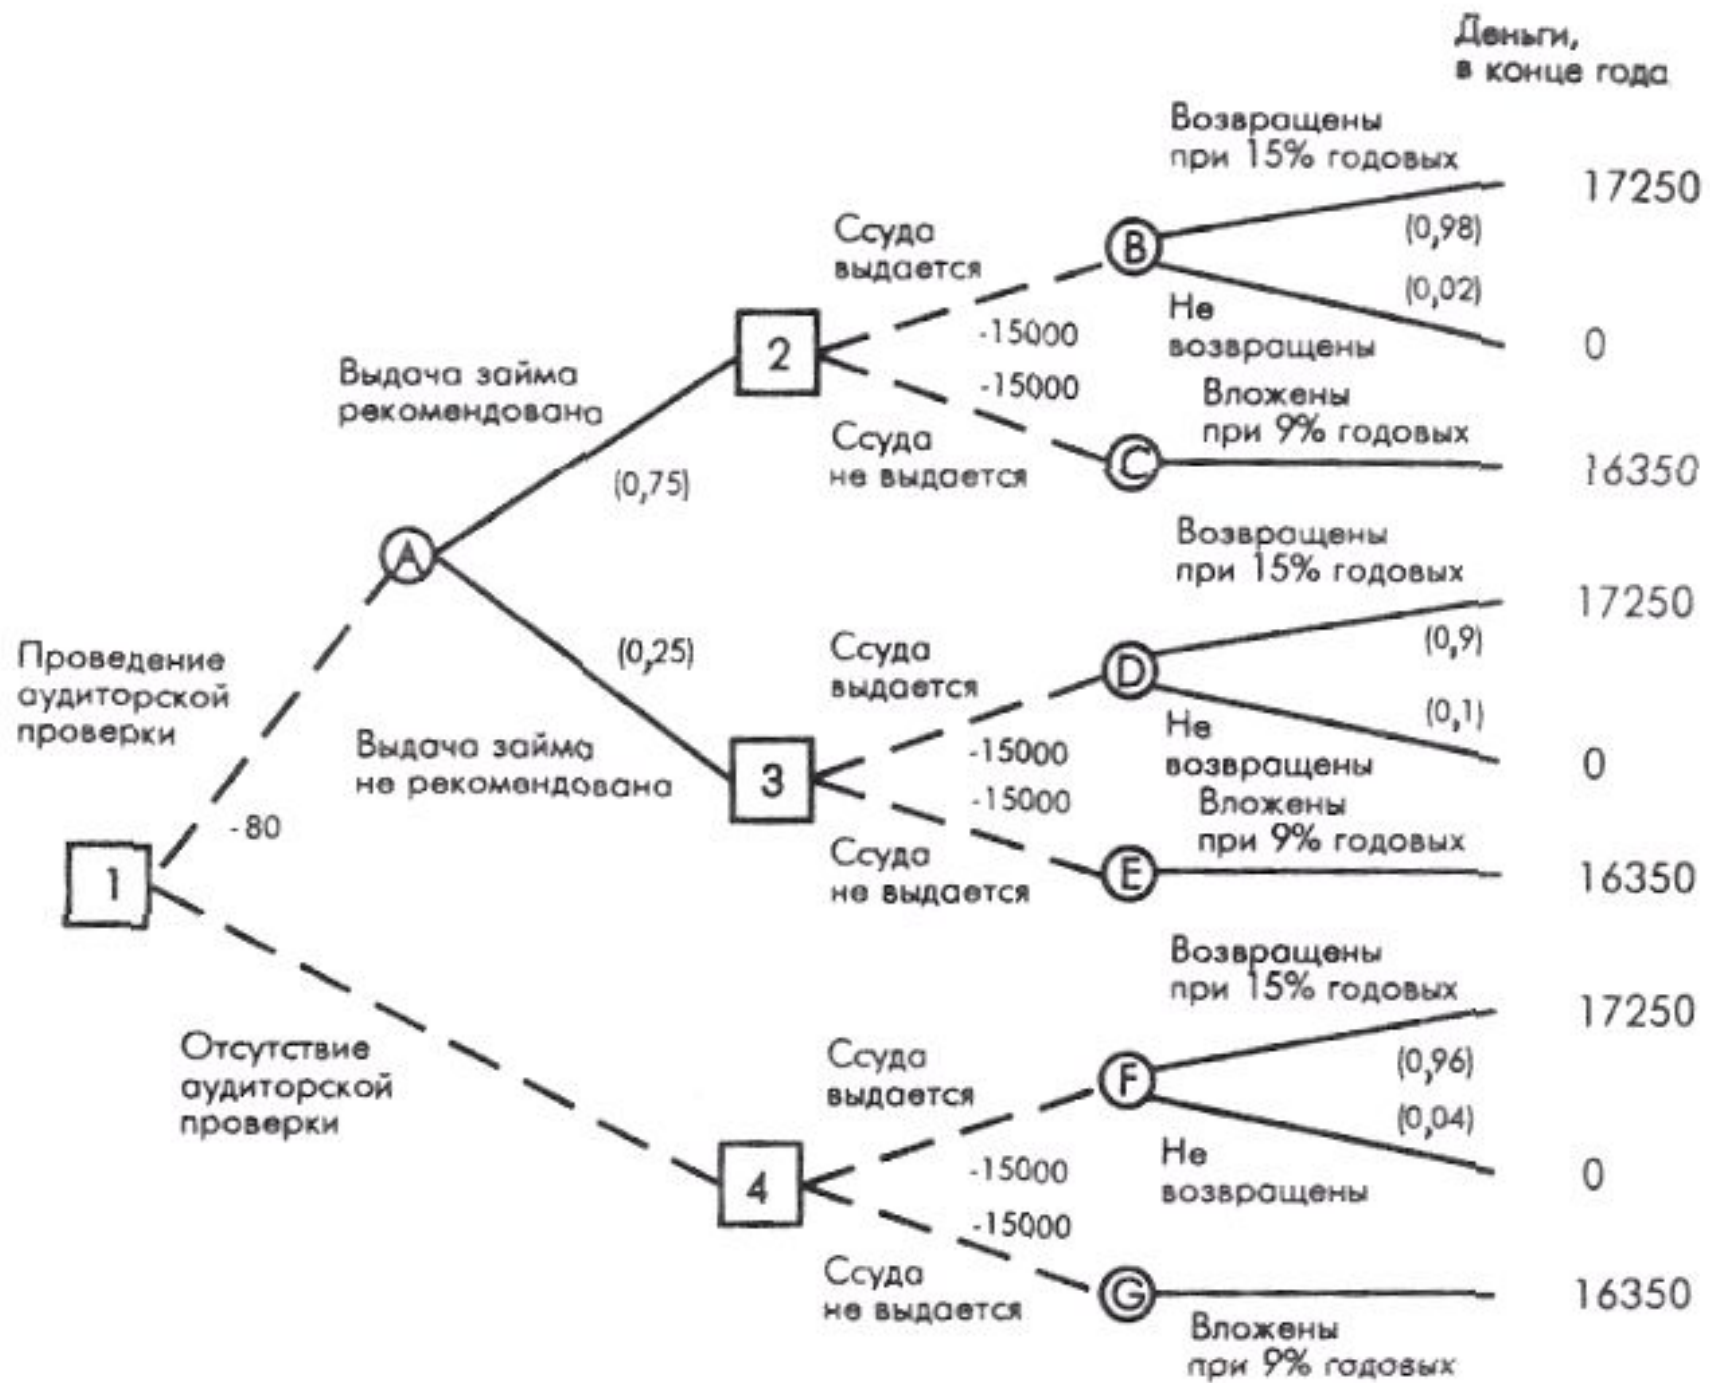 Деньги,
в конце года
Возвращены
при 15% годовых
17250
(0,98)
Ссуда
выдается
B
(0,02)
Не
возвращены
0
-15000
2
-15000
Вложены
при 9% годовых
Выдача займа
рекомендована
Ссуда
не выдается
C
16350
(0,75)
A
Возвращены
при 15% годовых
17250
(0,9)
(0,25)
Ссуда
выдается
D
(0,1)
Не
возвращены
0
Проведение
аудиторской
проверки
Выдача займа
не рекомендована
-15000
3
-15000
Вложены
при 9% годовых
-80
Ссуда
не выдается
E
16350
1
Возвращены
при 15% годовых
17250
(0,96)
Отсутствие
аудиторской
проверки
Ссуда
выдается
F
(0,04)
Не
возвращены
0
-15000
4
-15000
Ссуда
не выдается
G
16350
Вложены
при 9% гадавых